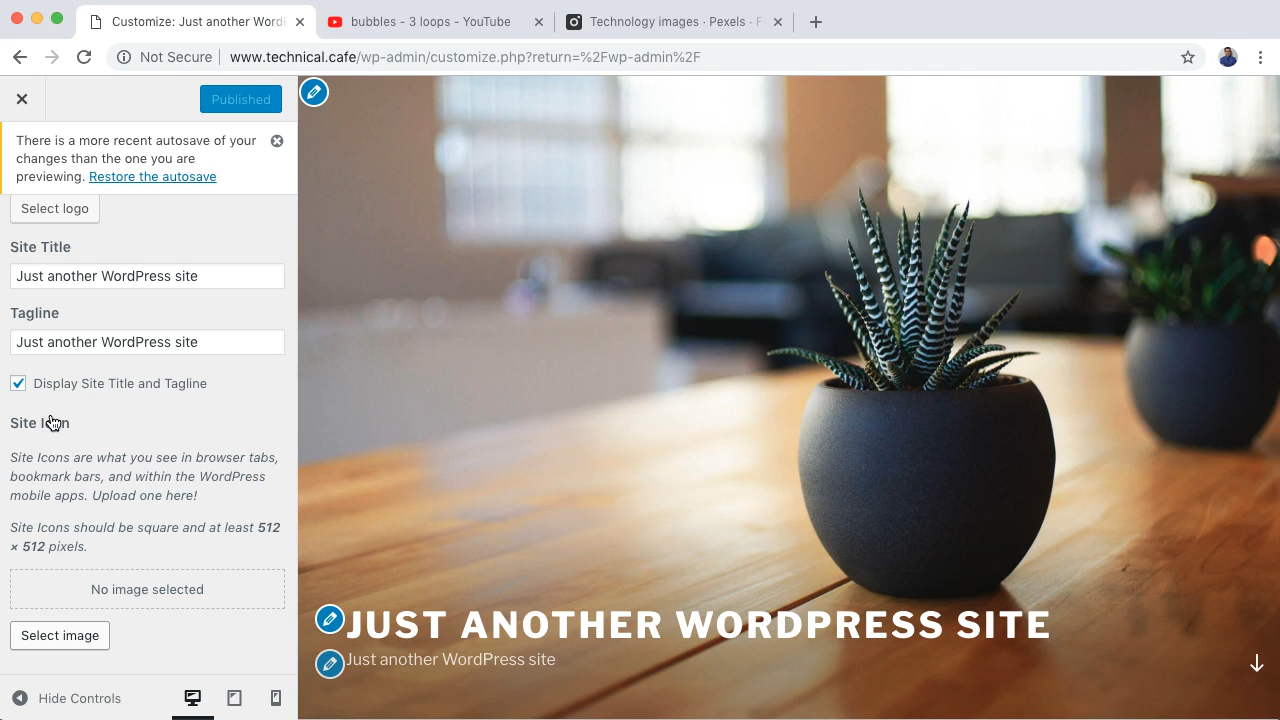 Customize: Just another Word
bubbles - 3 loops - YouTube
Technology images · Pexels · F
Not Secure
www.technical.cafe/wp-admin/customize.php?return=%2Fwp-admin%2F
Published
There is a more recent autosave of your
changes than the one you are
previewing. Restore the autosave
Select logo
Site Title
Just another WordPress site
Tagline
Just another WordPress site
Display Site Title and Tagline
Site Icon
Site Icons are what you see in browser tabs,
bookmark bars, and within the WordPress
mobile apps. Upload one here!
Site Icons should be square and at least 512
× 512 pixels.
No image selected
Select image
Hide Controls
JUST ANOTHER WORDPRESS SITE
Just another WordPress site